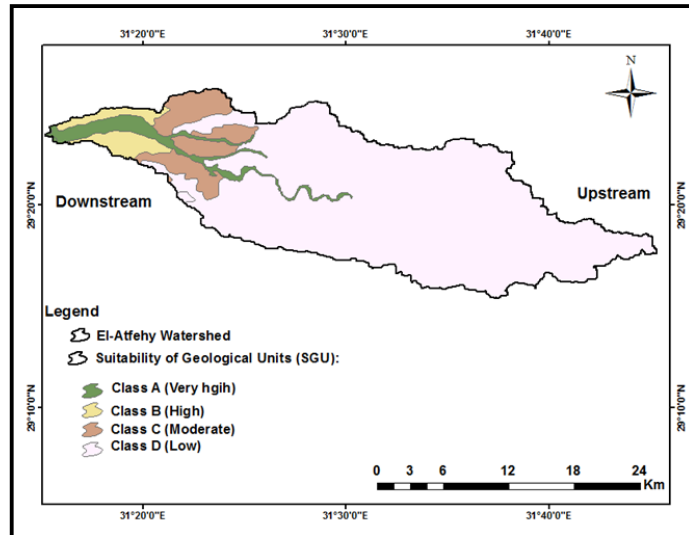 31°20'0"E 31°30'0"E 31°40'0"E
N
29°20'0"N
29°20'0"N
Downstream
Upstream
Legend
El-Atfehy Watershed
Suitability of Geological Units (SGU):
Class A (Very hgih)
Class B (High)
Class C (Moderate)
Class D (Low)
29°10'0"N
29°10'0"N
0 3 6 12 18 24
Km
31°20'0"E 31°30'0"E 31°40'0"E